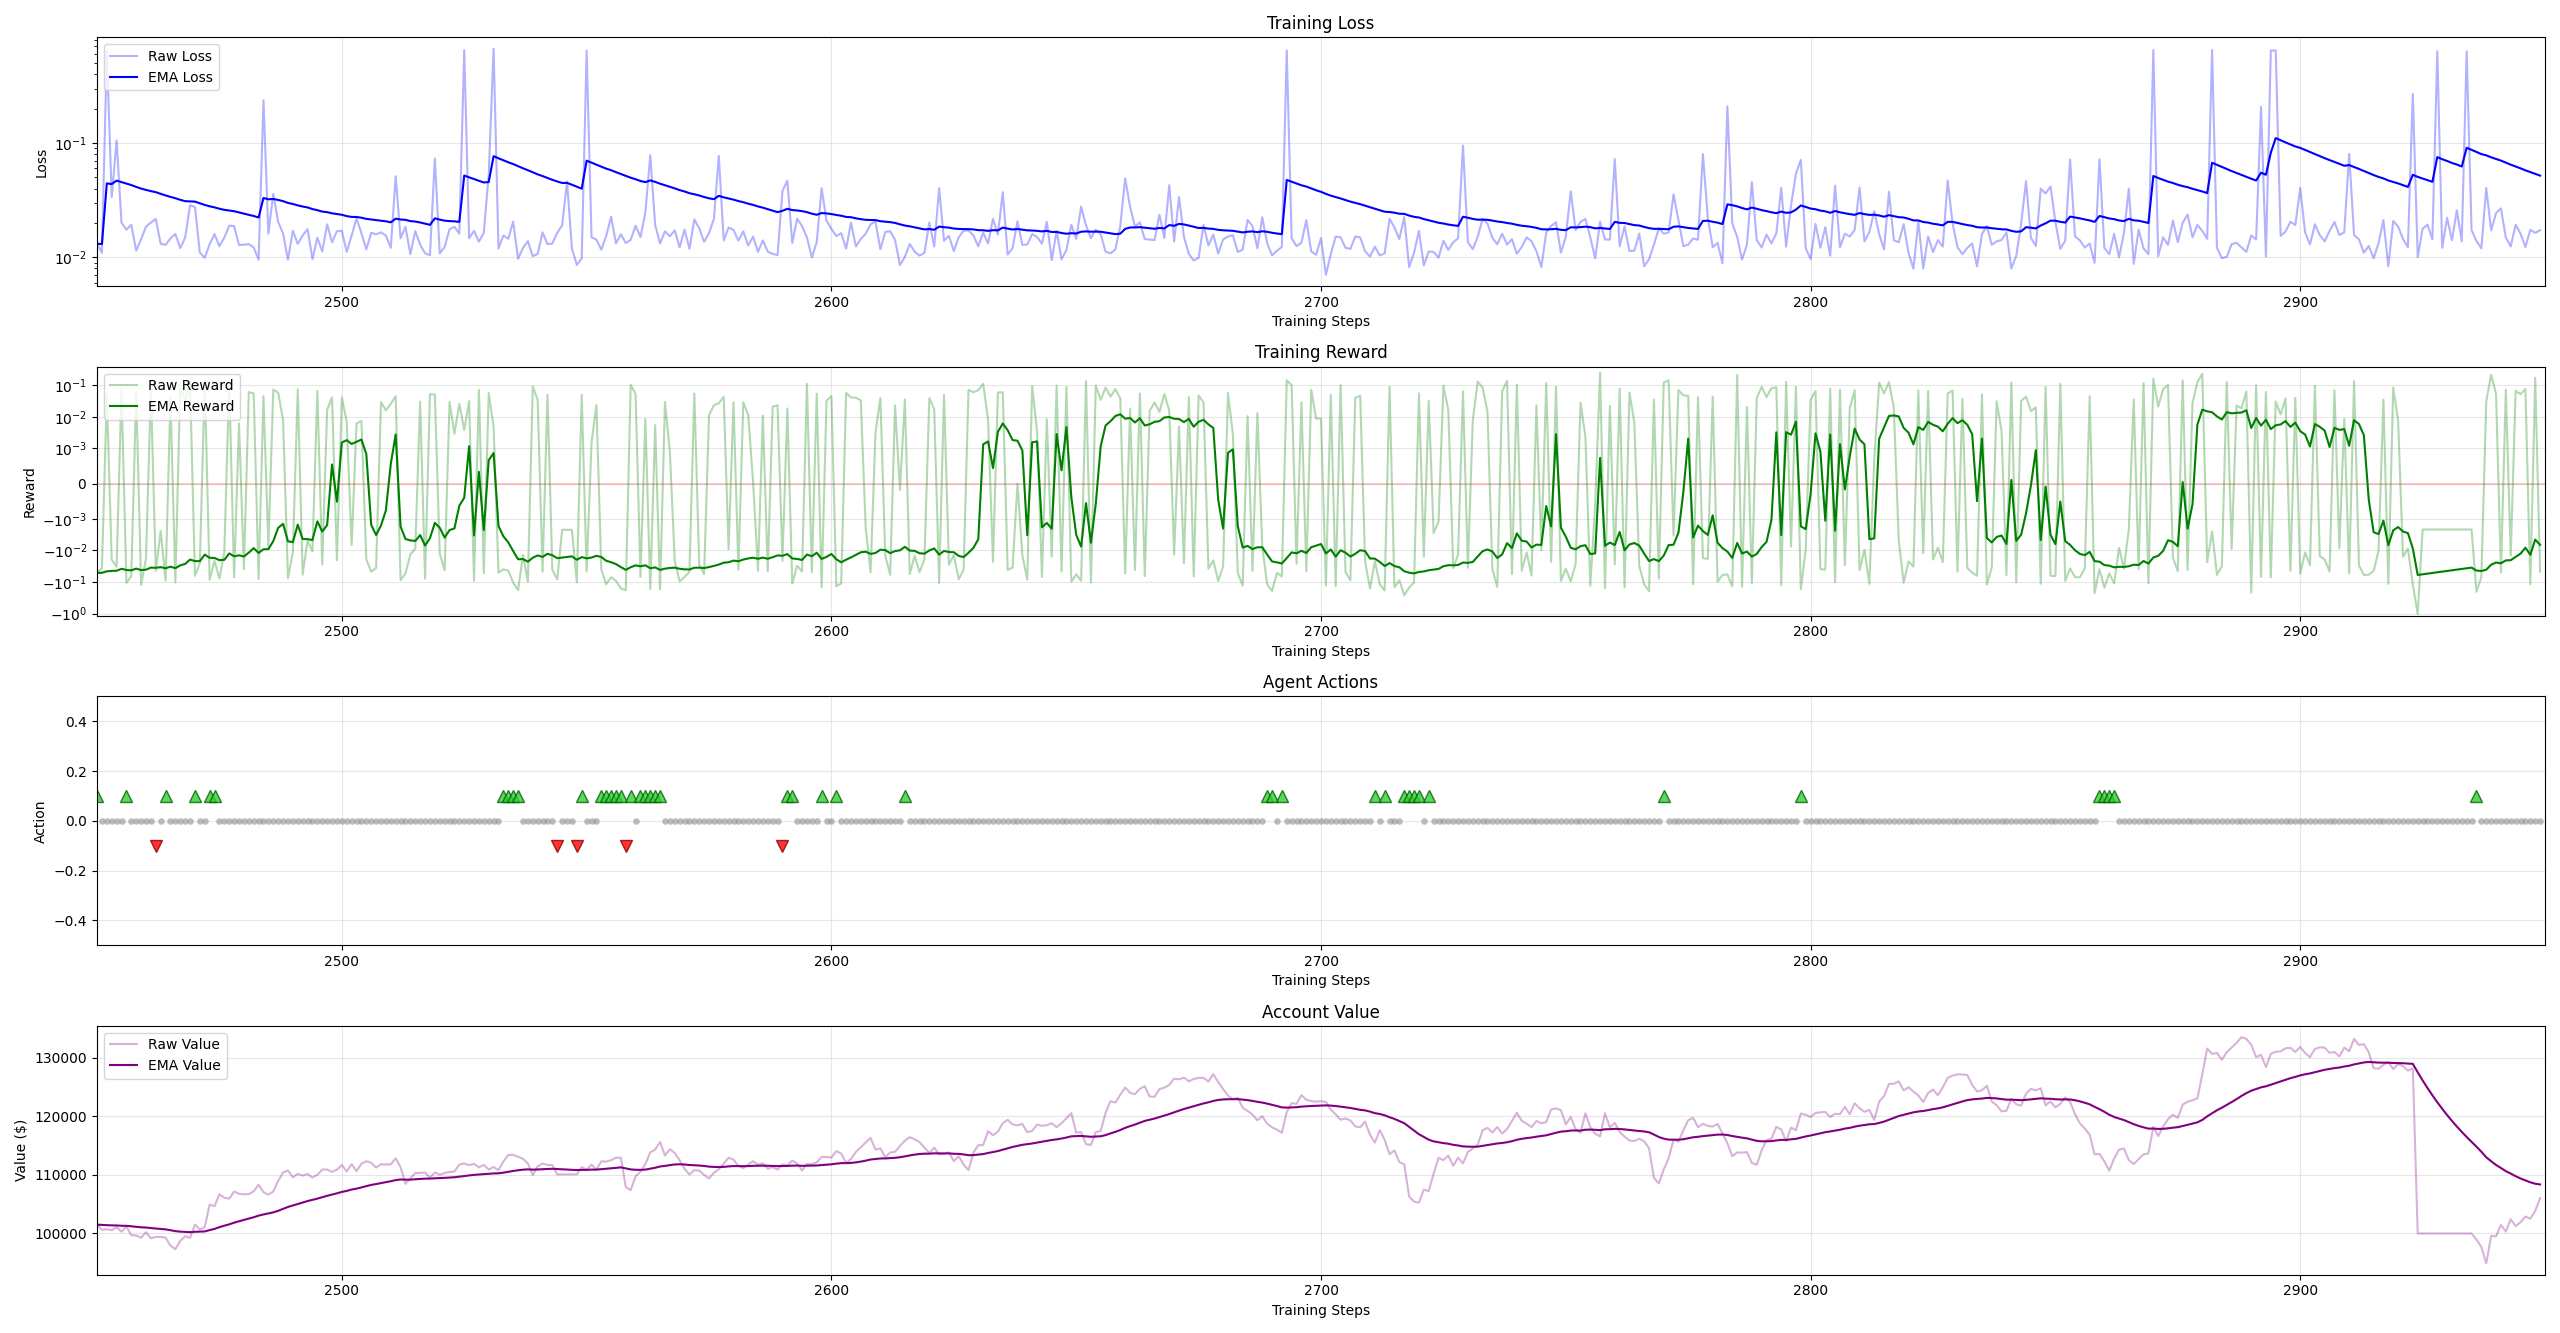 Training Loss
Raw Loss
EMA Loss
10⁻¹
10⁻²
Loss
2500 2600 2700 2800 2900
Training Steps
Training Reward
Raw Reward
EMA Reward
10⁻¹
10⁻²
10⁻³
0
−10⁻³
−10⁻²
−10⁻¹
−10⁰
Reward
2500 2600 2700 2800 2900
Training Steps
Agent Actions
0.4
0.2
0.0
−0.2
−0.4
Action
2500 2600 2700 2800 2900
Training Steps
Account Value
Raw Value
EMA Value
130000
120000
110000
100000
Value ($)
2500 2600 2700 2800 2900
Training Steps